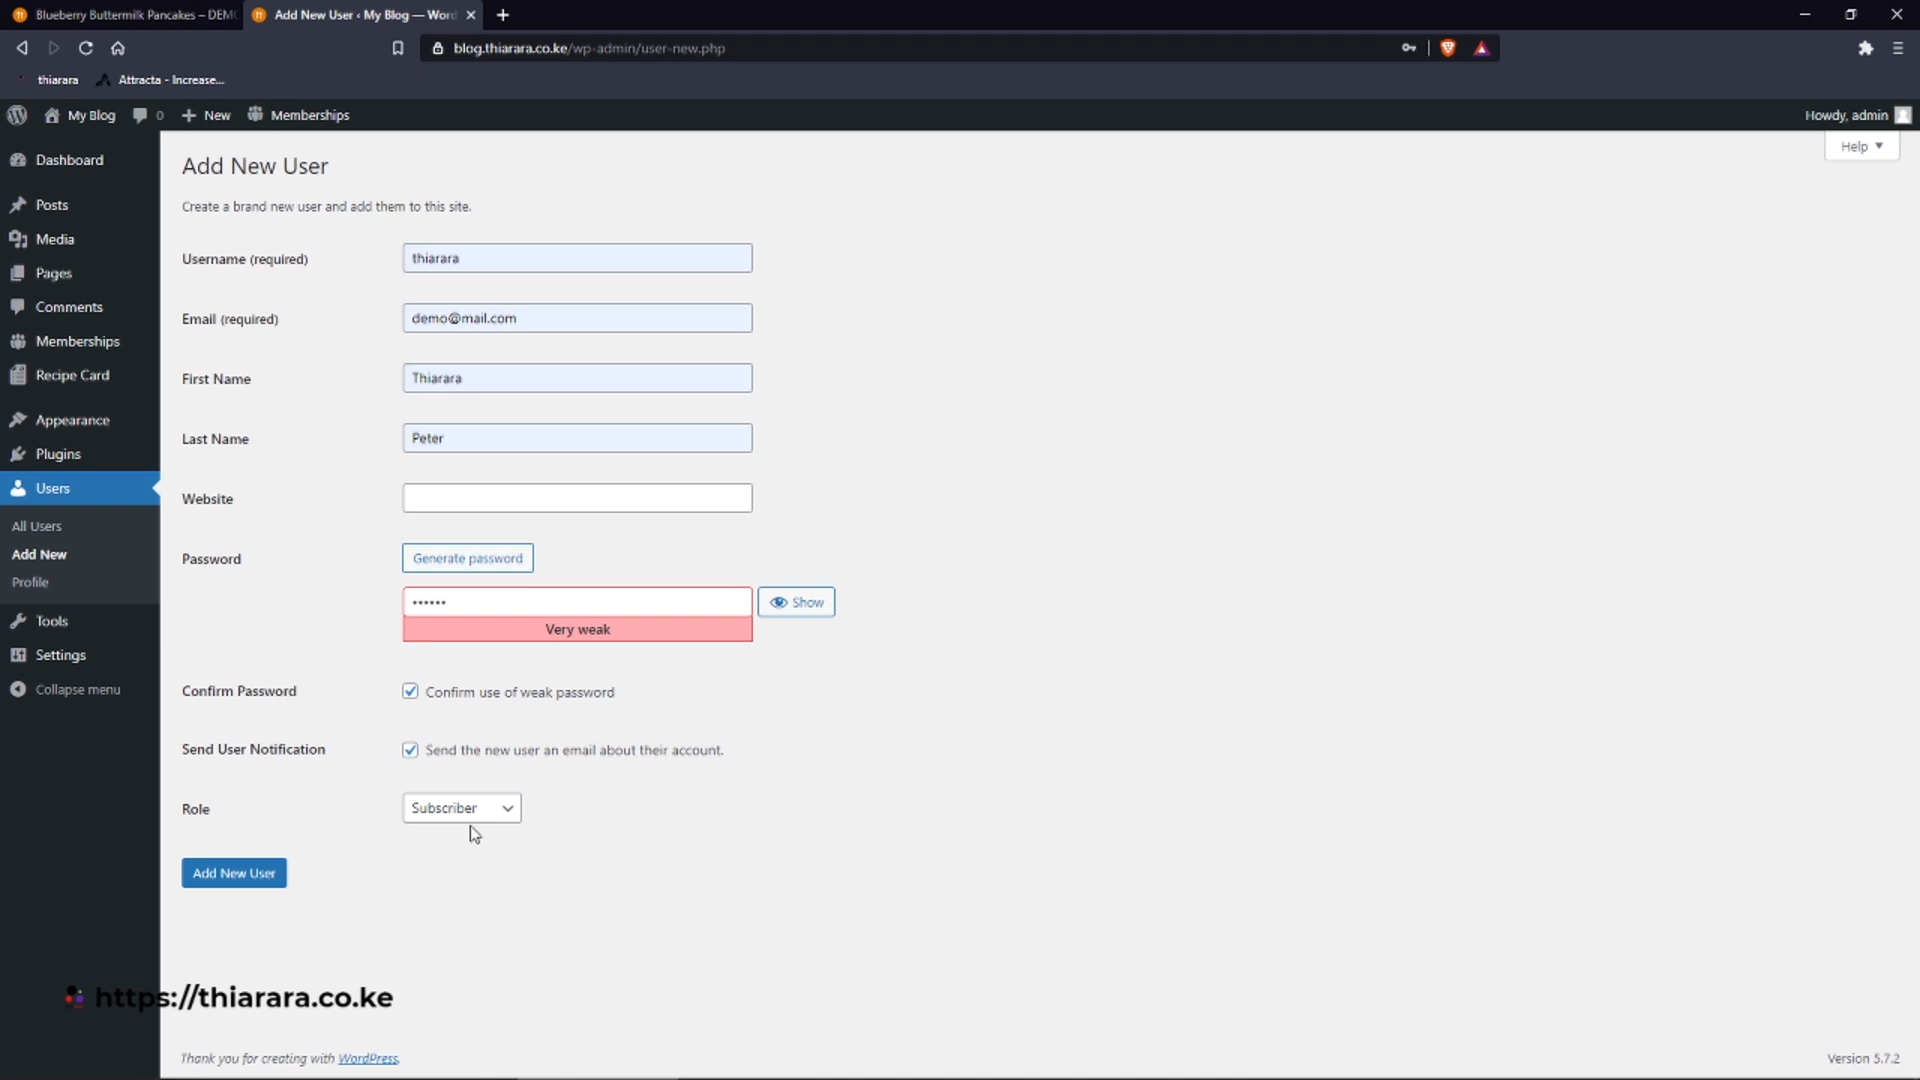 Blueberry Buttermilk Pancakes – DEM
Add New User ‹ My Blog — Word
blog.thiarara.co.ke/wp-admin/user-new.php
thiarara
Attracta - Increase...
My Blog
0
New
Memberships
Howdy, admin
Help
Dashboard
Posts
Media
Pages
Comments
Memberships
Recipe Card
Appearance
Plugins
Users
All Users
Add New
Profile
Tools
Settings
Collapse menu
Add New User
Create a brand new user and add them to this site.
Username (required)
thiarara
Email (required)
demo@mail.com
First Name
Thiarara
Last Name
Peter
Website
Password
Generate password
••••••
Show
Very weak
Confirm Password
Confirm use of weak password
Send User Notification
Send the new user an email about their account.
Role
Subscriber
Add New User
https://thiarara.co.ke
Thank you for creating with WordPress.
Version 5.7.2